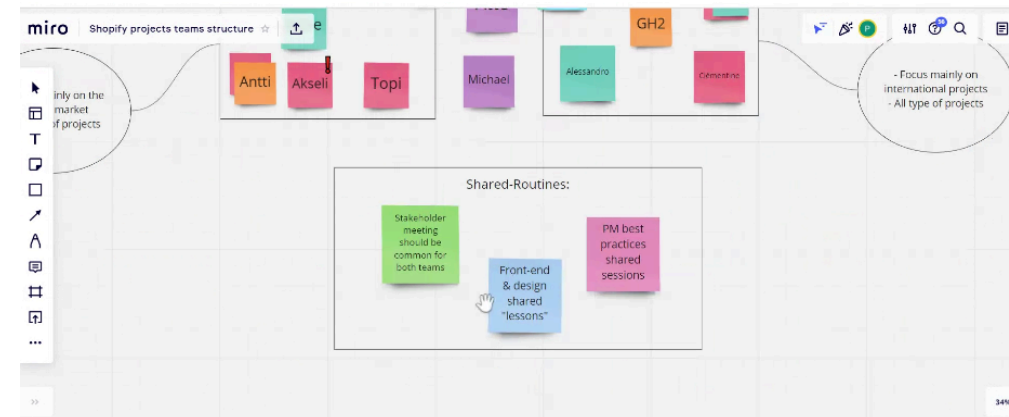 miro
Shopify projects teams structure
GH2
P
Antti
Akseli
Topi
Michael
Alessandro
Clementine
inly on the
market
of projects
- Focus mainly on
international projects
- All type of projects
Shared-Routines:
Stakeholder
meeting
should be
common for
both teams
Front-end
& design
shared
"lessons"
PM best
practices
shared
sessions
34%